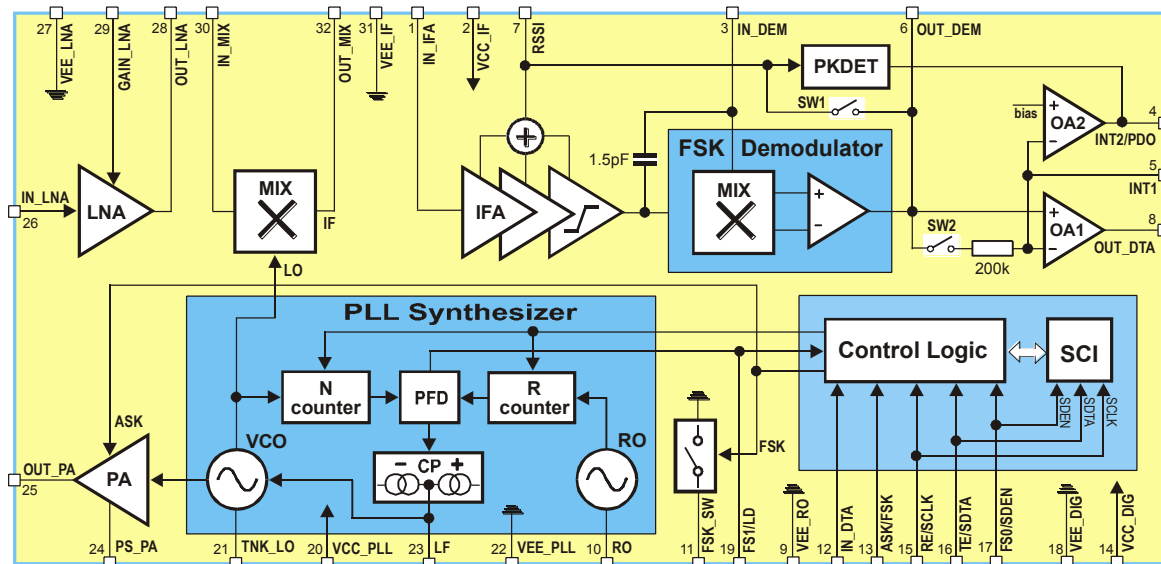 27
VEE_LNA
29
GAIN_LNA
28
OUT_LNA
30
IN_MIX
32
OUT_MIX
31
VEE_IF
1
IN_IFA
2
VCC_IF
7
RSSI
3
IN_DEM
6
OUT_DEM
PKDET
SW1
bias
+
−
OA2
4
INT2/PDO
5
INT1
1.5pF
FSK Demodulator
MIX
+
−
IN_LNA
26
LNA
MIX
IF
LO
+
IFA
SW2
200k
+
−
OA1
8
OUT_DTA
PLL Synthesizer
N
counter
PFD
R
counter
VCO
− CP +
RO
ASK
OUT_PA
25
PA
FSK
Control Logic
SCI
SDEN
SDTA
SCLK
24
PS_PA
21
TNK_LO
20
VCC_PLL
23
LF
22
VEE_PLL
10
RO
11
FSK_SW
19
FS1/LD
9
VEE_RO
12
IN_DTA
13
ASK/FSK
15
RE/SCLK
16
TE/SDTA
17
FS0/SDEN
18
VEE_DIG
14
VCC_DIG